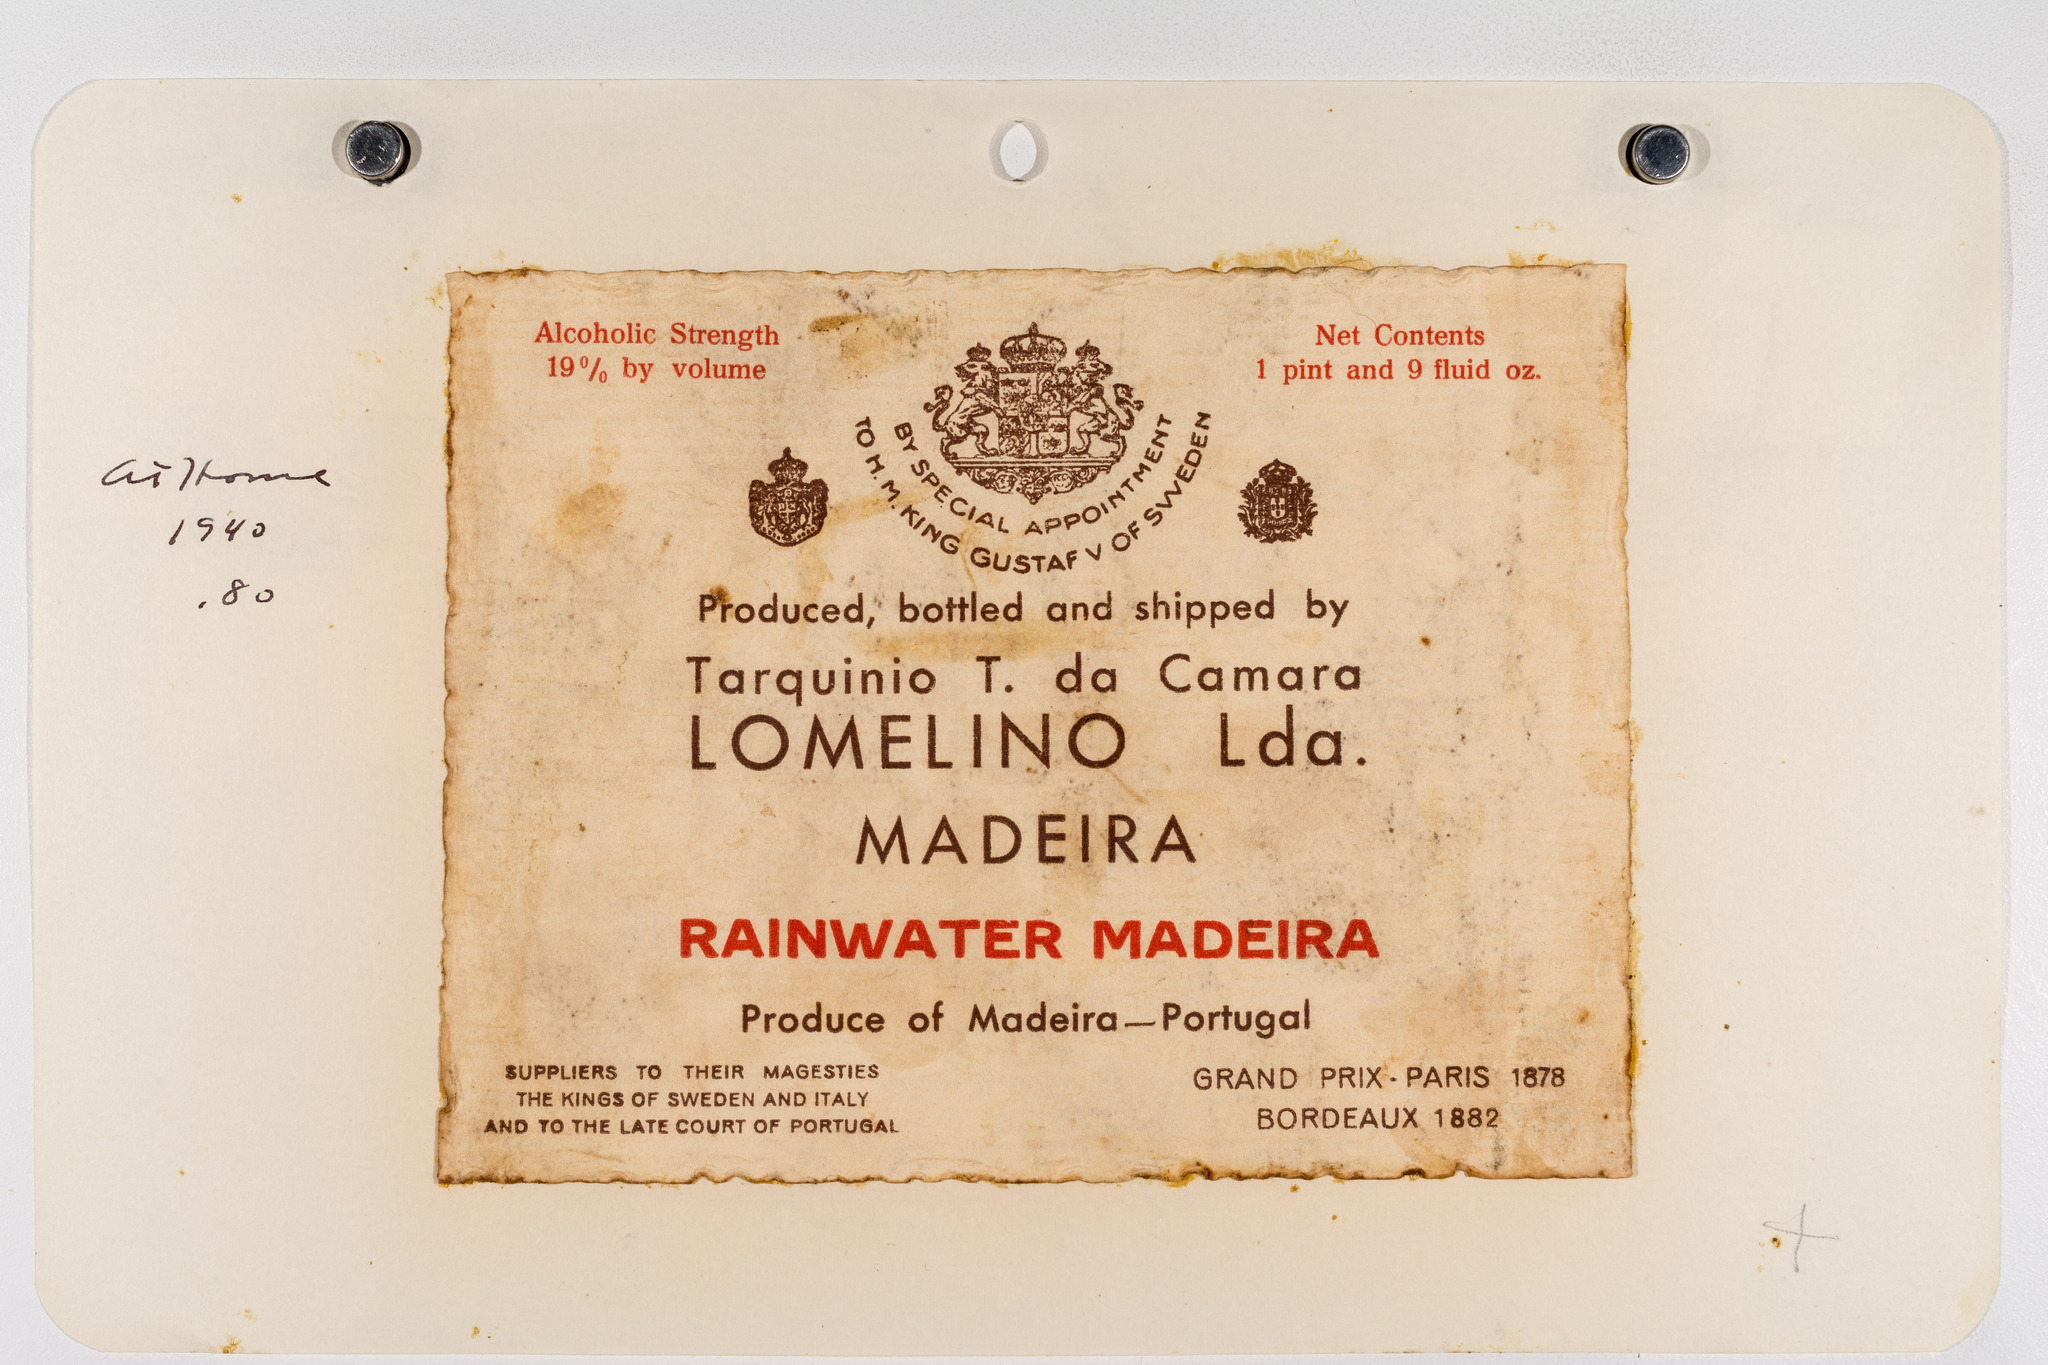 Alcoholic Strength
19% by volume
Net Contents
1 pint and 9 fluid oz.
BY SPECIAL APPOINTMENT
TO H.M. KING GUSTAF V OF SWEDEN
At Home
1940
.80
Produced, bottled and shipped by
Tarquinio T. da Camara
LOMELINO Lda.
MADEIRA
RAINWATER MADEIRA
Produce of Madeira—Portugal
SUPPLIERS TO THEIR MAGESTIES
THE KINGS OF SWEDEN AND ITALY
AND TO THE LATE COURT OF PORTUGAL
GRAND PRIX - PARIS 1878
BORDEAUX 1882